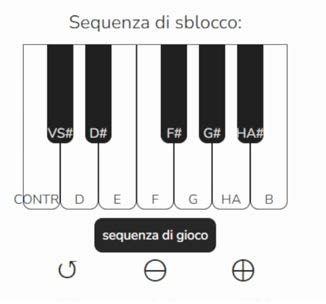 Sequenza di sblocco:
VS# D# F# G# HA#
CONTR D E F G HA B
sequenza di gioco